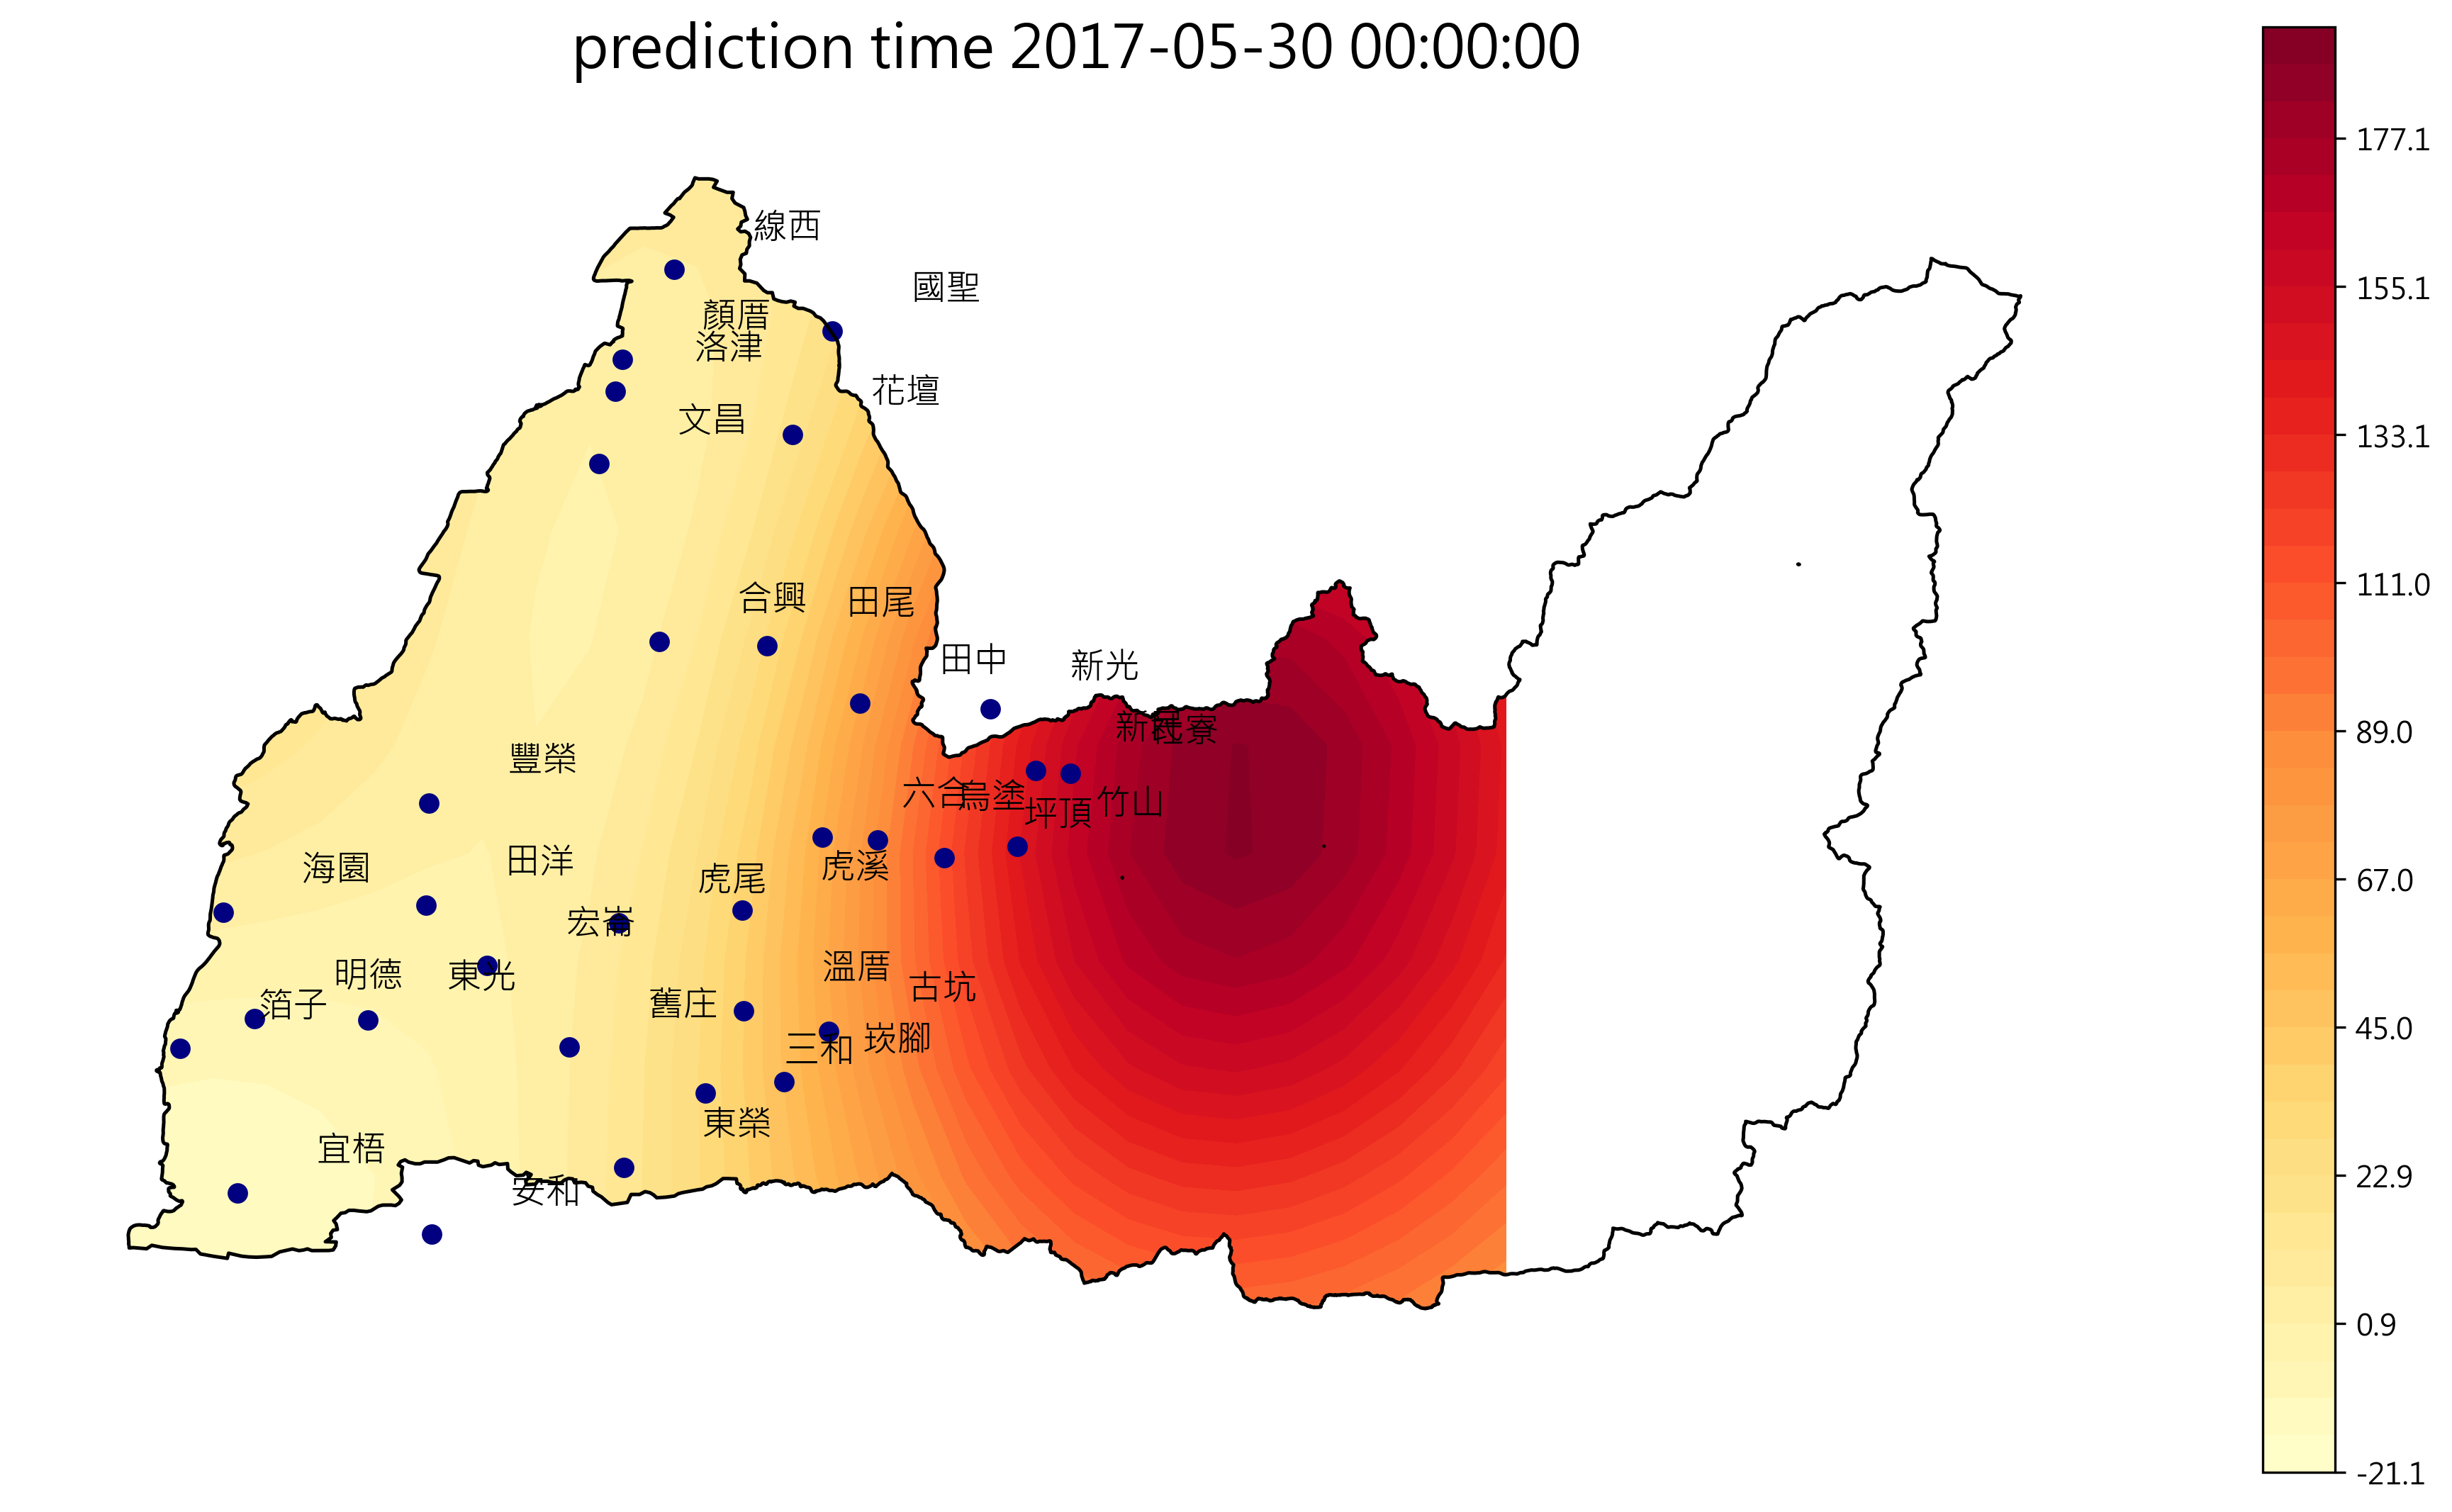 prediction time 2017-05-30 00:00:00
線西
國聖
顏厝
洛津
花壇
文昌
合興
田尾
田中
新光
新民
社寮
豐榮
六合
烏塗
坪頂
竹山
海園
田洋
虎尾
虎溪
宏崙
明德
東光
溫厝
古坑
箔子
舊庄
三和
崁腳
東榮
宜梧
安和
177.1
155.1
133.1
111.0
89.0
67.0
45.0
22.9
0.9
-21.1